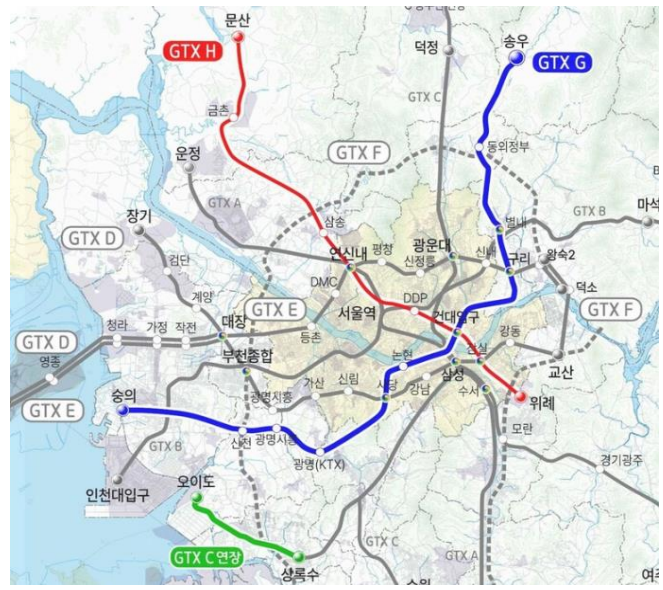 문산
GTX H
덕정
송우
GTX G
GTX C
금촌
동의정부
GTX F
운정
GTX A
장기
삼송
별내
GTX B
마석
GTX D
연신내
평창
광운대
신정릉
신내
구리
왕숙2
검단
DMC
덕소
계양
GTX E
서울역
DDP
GTX F
대장
건대입구
청라
가정
작전
등촌
강동
GTX D
잠실
영종
부천종합
논현
교산
GTX E
광명시흥
가산
신림
사당
강남
삼성
수서
위례
숭의
GTX B
신천
광명시흥
광명(KTX)
모란
경기광주
인천대입구
오이도
GTX C
GTX C 연장
GTX A
상록수
수원